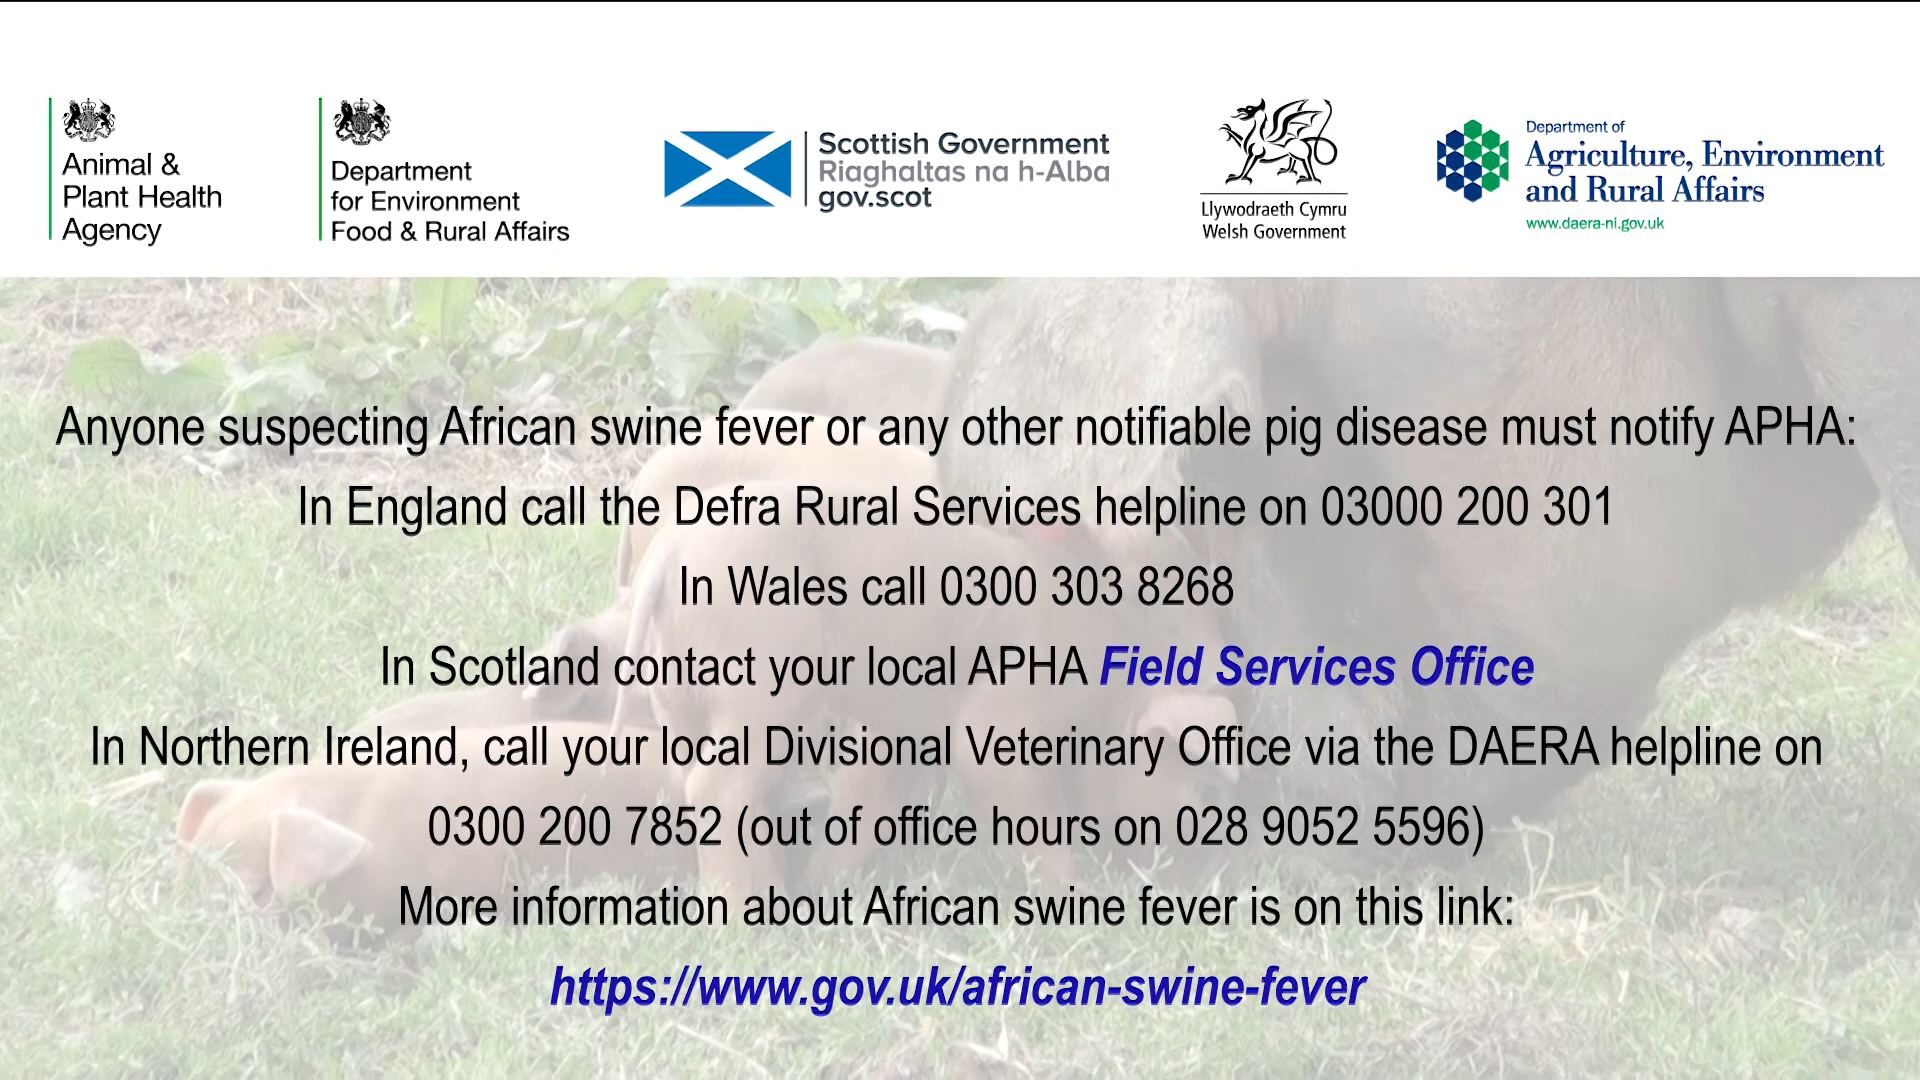 Animal &
Plant Health
Agency
Department
for Environment
Food & Rural Affairs
Scottish Government
Riaghaltas na h-Alba
gov.scot
Llywodraeth Cymru
Welsh Government
Department of
Agriculture, Environment
and Rural Affairs
www.daera-ni.gov.uk
Anyone suspecting African swine fever or any other notifiable pig disease must notify APHA:
In England call the Defra Rural Services helpline on 03000 200 301
In Wales call 0300 303 8268
In Scotland contact your local APHA Field Services Office
In Northern Ireland, call your local Divisional Veterinary Office via the DAERA helpline on
0300 200 7852 (out of office hours on 028 9052 5596)
More information about African swine fever is on this link:
https://www.gov.uk/african-swine-fever